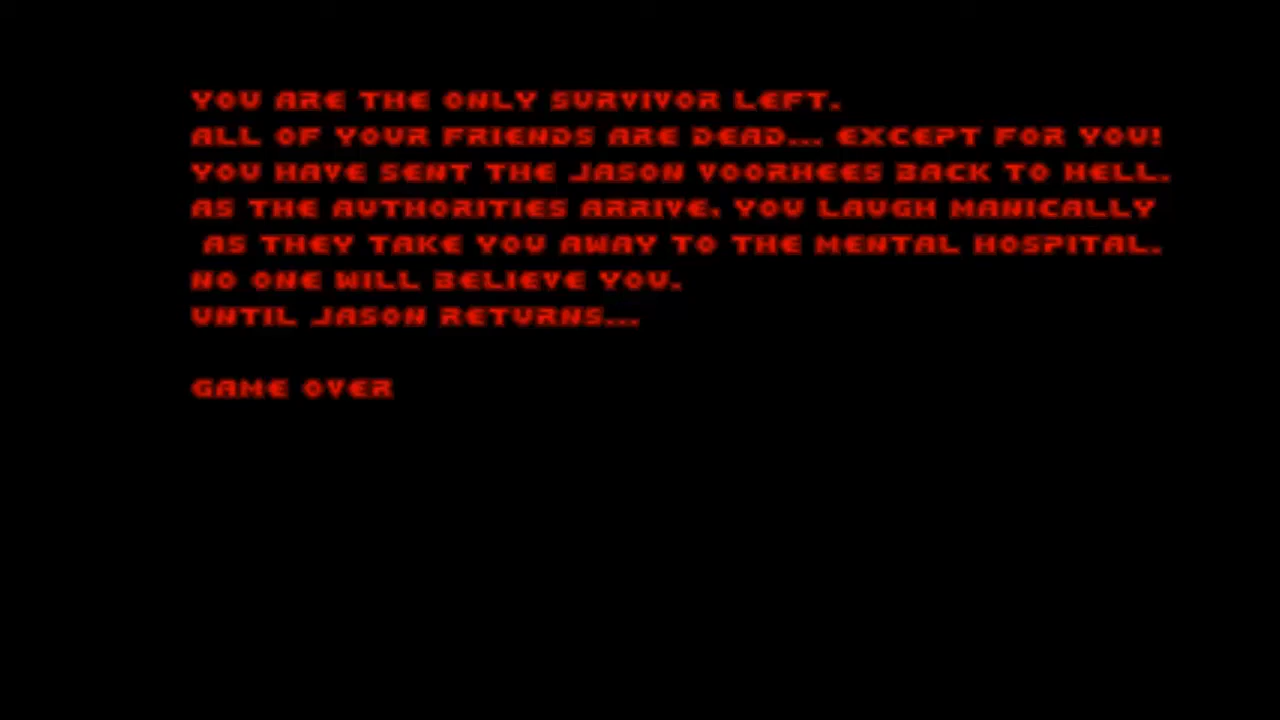 YOU ARE THE ONLY SURVIVOR LEFT.
ALL OF YOUR FRIENDS ARE DEAD... EXCEPT FOR YOU!
YOU HAVE SENT THE JASON VOORHEES BACK TO HELL.
AS THE AUTHORITIES ARRIVE, YOU LAUGH MANICALLY
AS THEY TAKE YOU AWAY TO THE MENTAL HOSPITAL.
NO ONE WILL BELIEVE YOU.
UNTIL JASON RETURNS...
GAME OVER